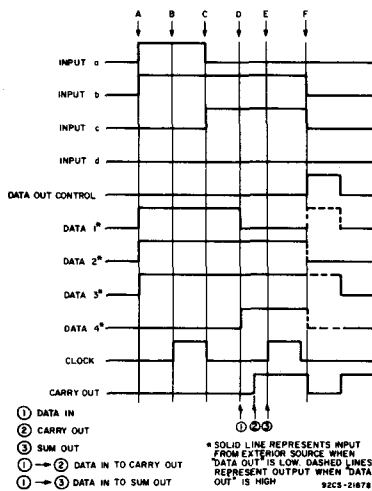 A B C D E F
INPUT a
INPUT b
INPUT c
INPUT d
DATA OUT CONTROL
DATA 1*
DATA 2*
DATA 3*
DATA 4*
CLOCK
CARRY OUT
① ② ③
① DATA IN
② CARRY OUT
③ SUM OUT
① → ② DATA IN TO CARRY OUT
① → ③ DATA IN TO SUM OUT
* SOLID LINE REPRESENTS INPUT
FROM EXTERIOR SOURCE WHEN
"DATA OUT" IS LOW. DASHED LINES
REPRESENT OUTPUT WHEN "DATA
OUT" IS HIGH
92CS-21878